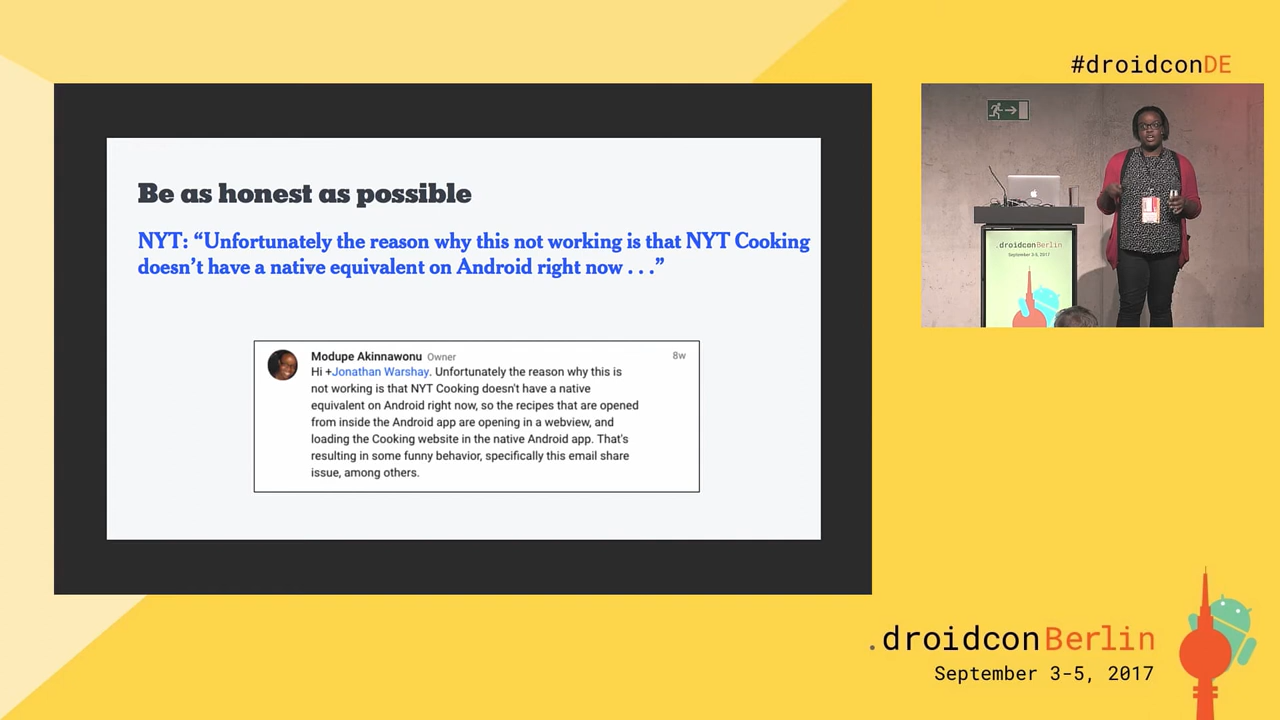 #droidconDE
Be as honest as possible
NYT: “Unfortunately the reason why this not working is that NYT Cooking
doesn’t have a native equivalent on Android right now . . .”
Modupe Akinnawonu Owner 8w
Hi +Jonathan Warshay. Unfortunately the reason why this is
not working is that NYT Cooking doesn't have a native
equivalent on Android right now, so the recipes that are opened
from inside the Android app are opening in a webview, and
loading the Cooking website in the native Android app. That's
resulting in some funny behavior, specifically this email share
issue, among others.
.droidconBerlin
September 3-5, 2017
.droidconBerlin
September 3-5, 2017